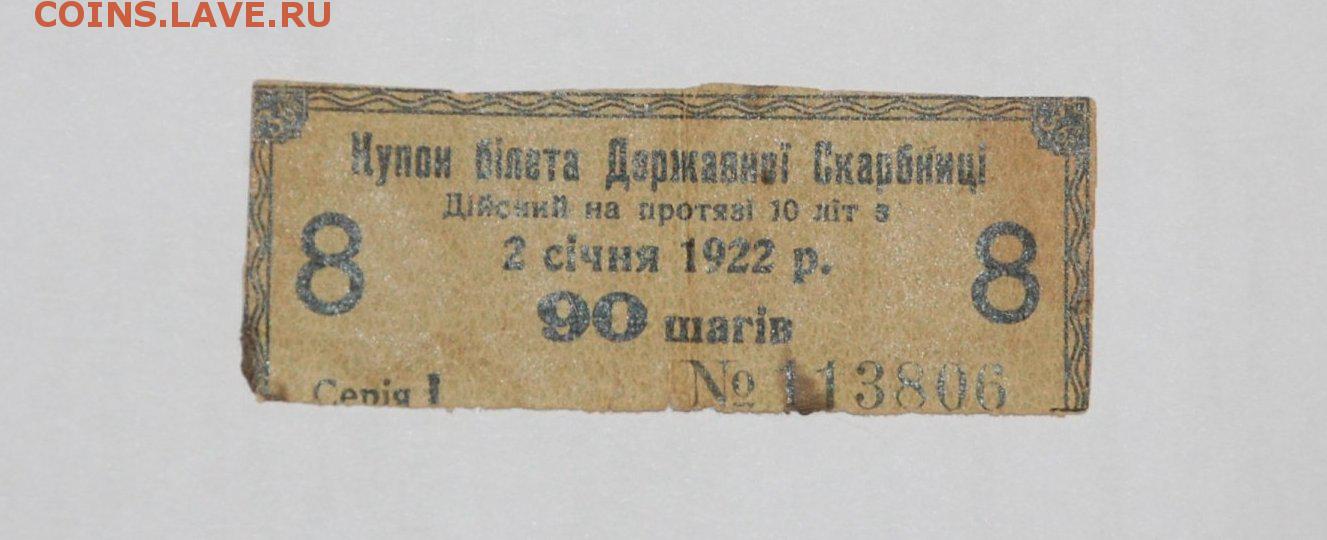 COINS.LAVE.RU
Купон білета Державної Скарбниці
Дійсний на протязі 10 літ з
8 2 січня 1922 р. 8
90 шагів
Серія I № 113806